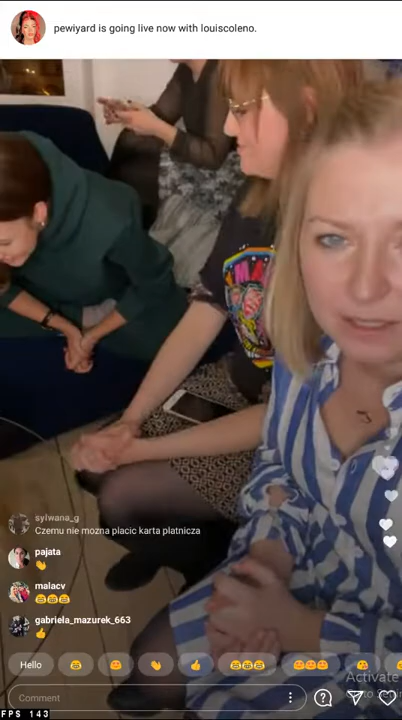 pewiyard is going live now with louiscoleno.
MA
sylwana_g
Czemu nie mozna placic karta platnicza
pajata
malacv
gabriela_mazurek_663
Hello
Activate
Comment
FPS 143